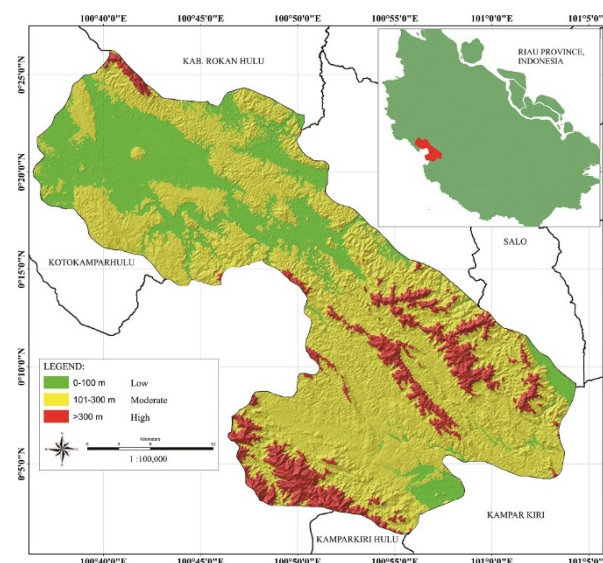 100°40'0"N 100°45'0"N 100°50'0"N 100°55'0"N 101°0'0"N 101°5'0"N
KAB. ROKAN HULU
RIAU PROVINCE,
INDONESIA
0°25'0"N
0°20'0"N
0°15'0"N
0°10'0"N
0°5'0"N
SALO
KOTOKAMPARHULU
LEGEND:
0-100 m Low
101-300 m Moderate
>300 m High
Kilometers
1 :100,000
KAMPAR KIRI
KAMPARKIRI HULU
100°40'0"N 100°45'0"N 100°50'0"N 100°55'0"N 101°0'0"N 101°5'0"N